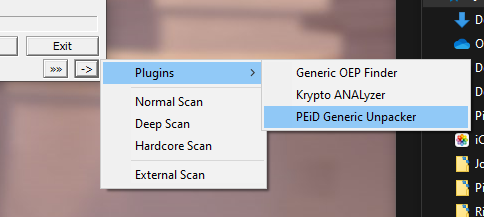 Exit
»»
->
Plugins
Generic OEP Finder
Krypto ANALyzer
PEiD Generic Unpacker
Normal Scan
Deep Scan
Hardcore Scan
External Scan